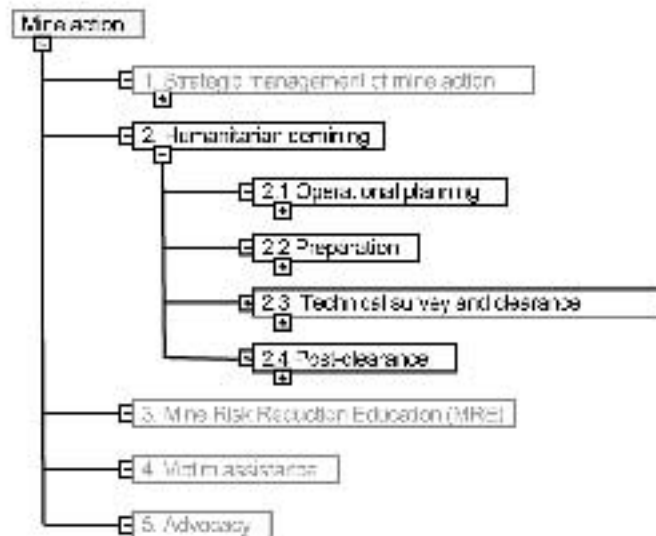 Mine action
1. Strategic management of mine action
2. Humanitarian demining
2.1 Operational planning
2.2 Preparation
2.3 Technical survey and clearance
2.4 Post-clearance
3. Mine Risk Reduction Education (MRE)
4. Victim assistance
5. Advocacy